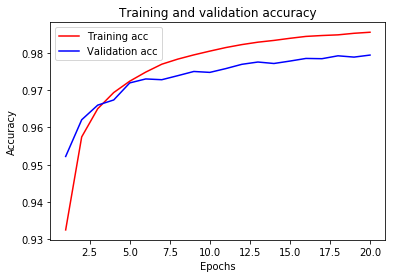 Training and validation accuracy
Training acc
Validation acc
Accuracy
0.98
0.97
0.96
0.95
0.94
0.93
2.5 5.0 7.5 10.0 12.5 15.0 17.5 20.0
Epochs